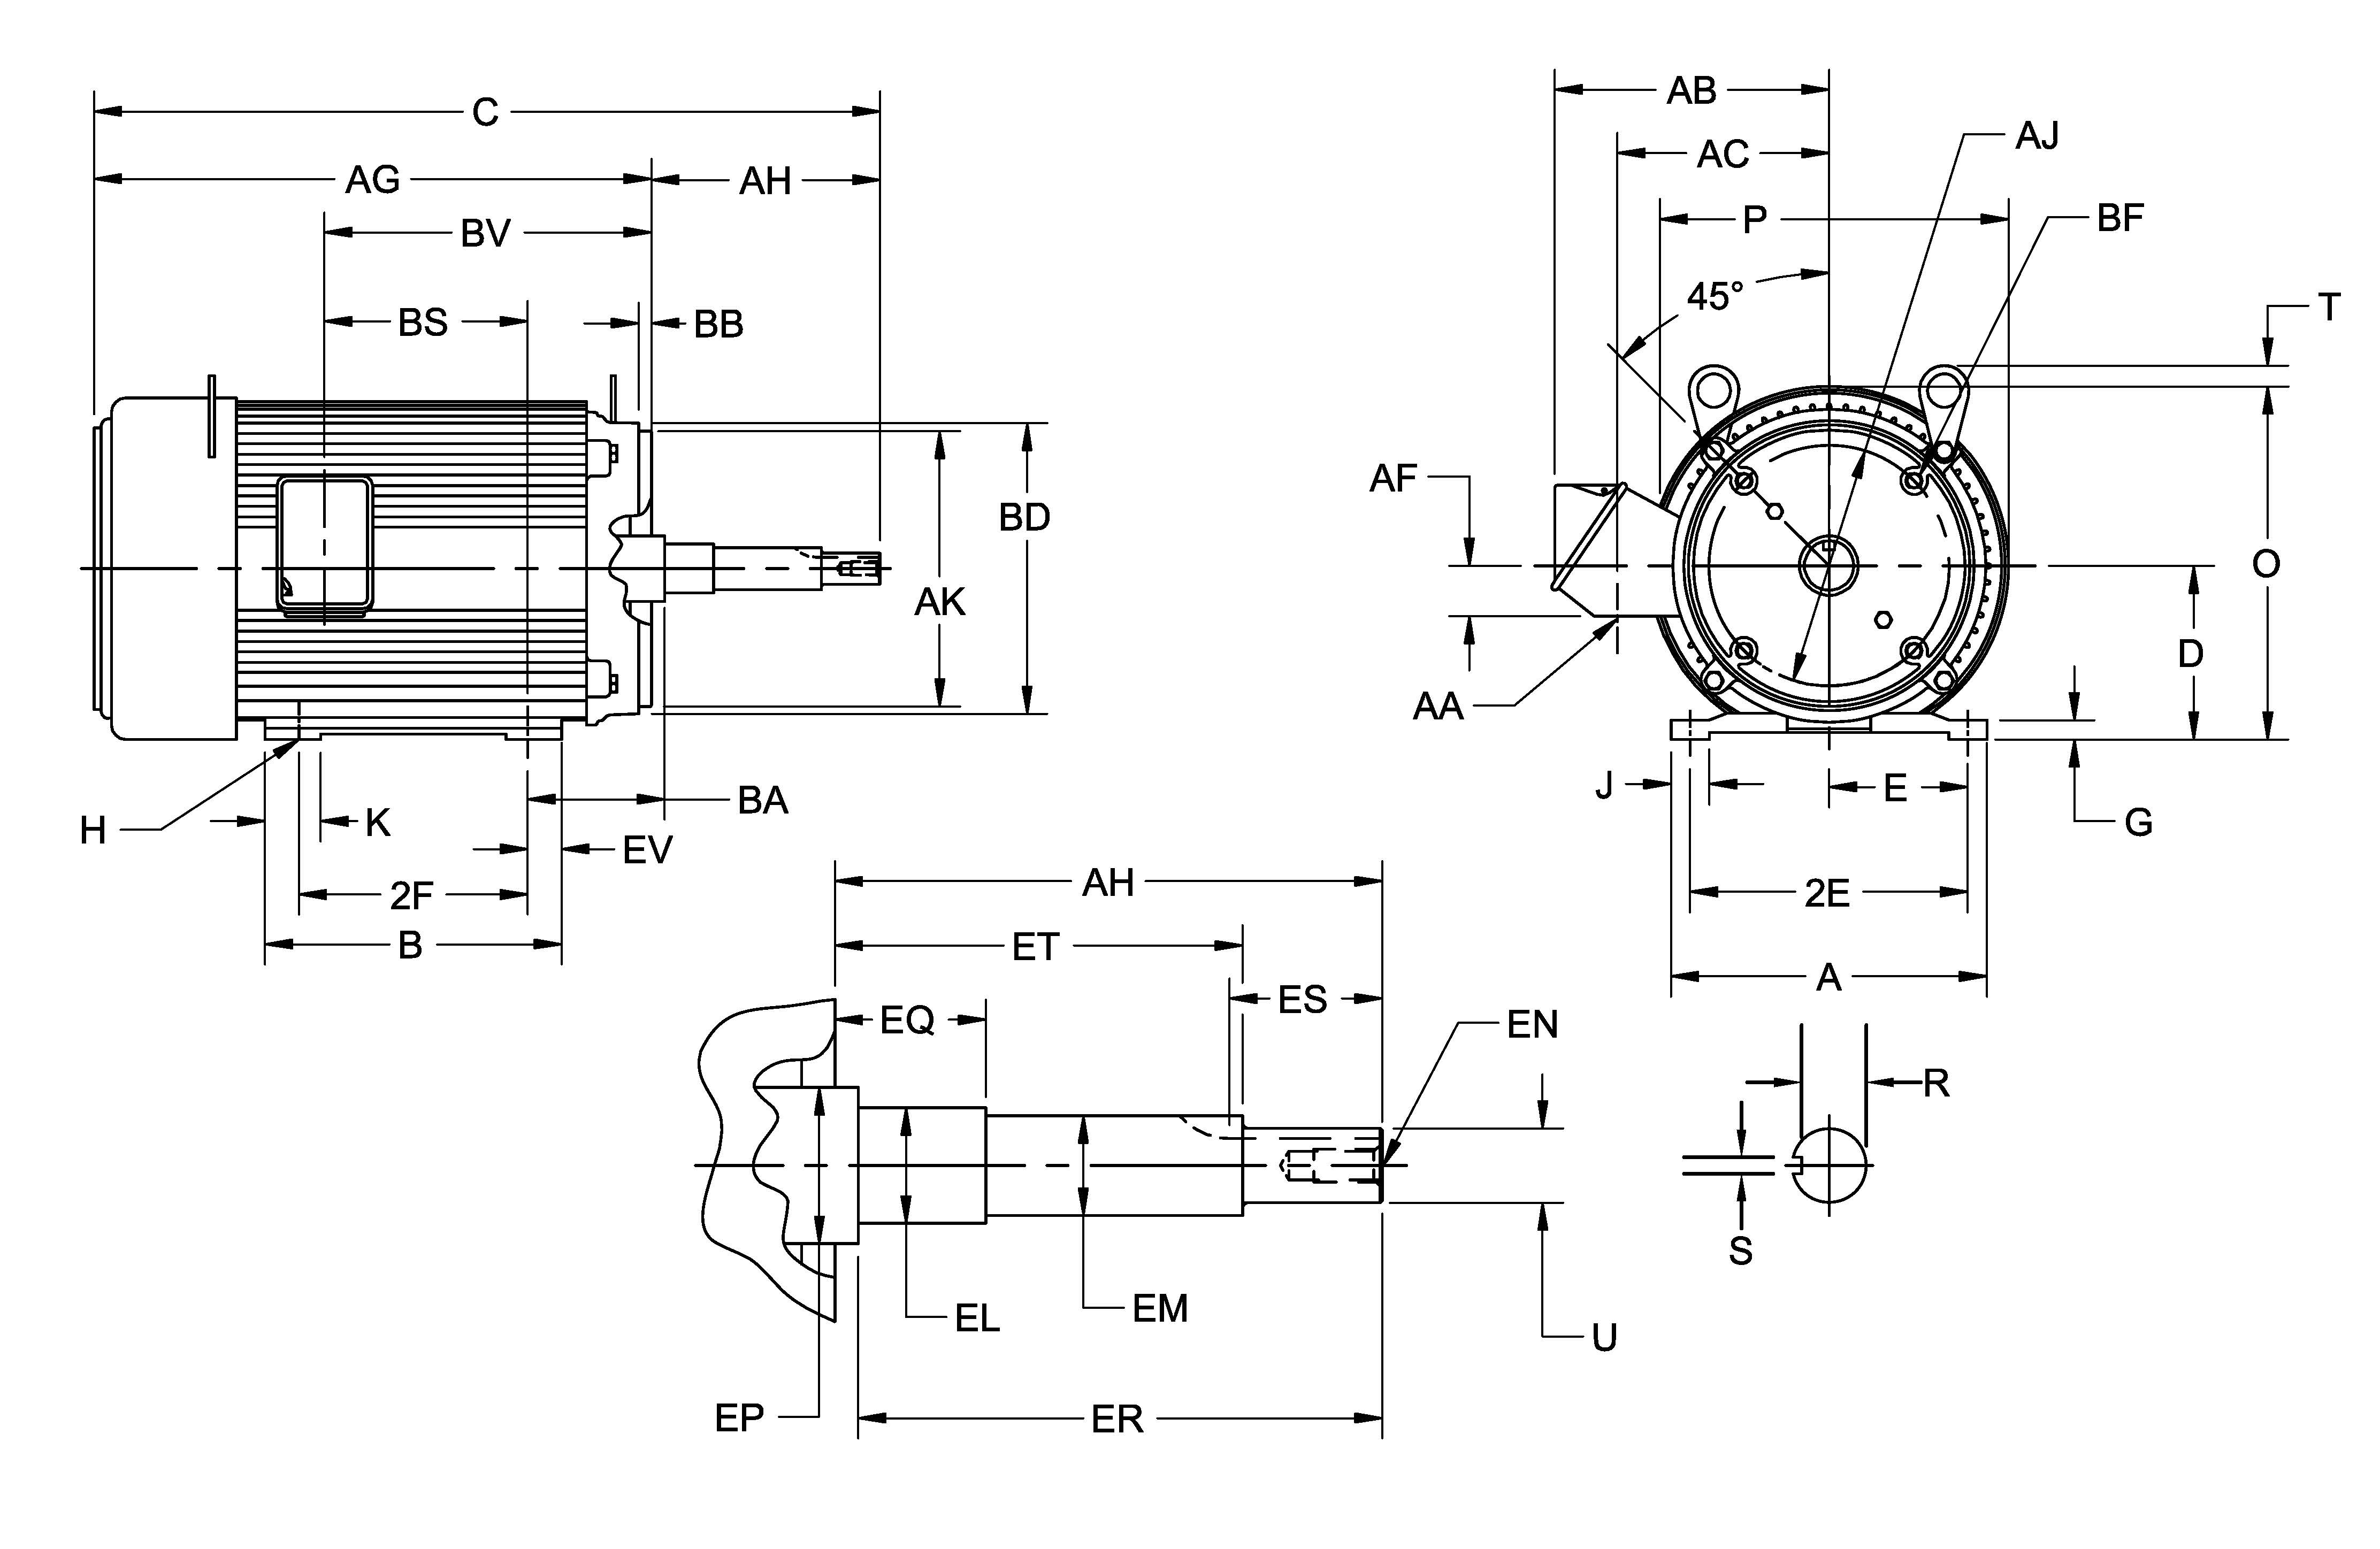 C
AG
AH
BV
BS
BB
BD
AK
H
K
BA
EV
2F
B
AB
AC
AJ
P
BF
45°
T
AF
O
D
AA
J
E
G
2E
A
AH
ET
ES
EQ
EN
R
S
EL
EM
U
EP
ER